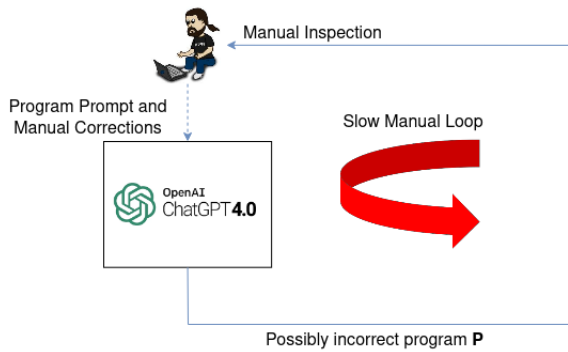 Manual Inspection
Program Prompt and
Manual Corrections
Slow Manual Loop
OpenAI
ChatGPT4.0
Possibly incorrect program P